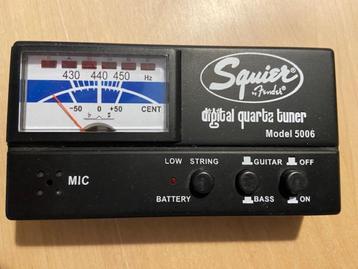 430 440 450 Hz
-50 0 +50 CENT
♭ ♯
Squier®
by Fender®
digital quartz tuner
Model 5006
LOW STRING GUITAR OFF
MIC
BATTERY BASS ON